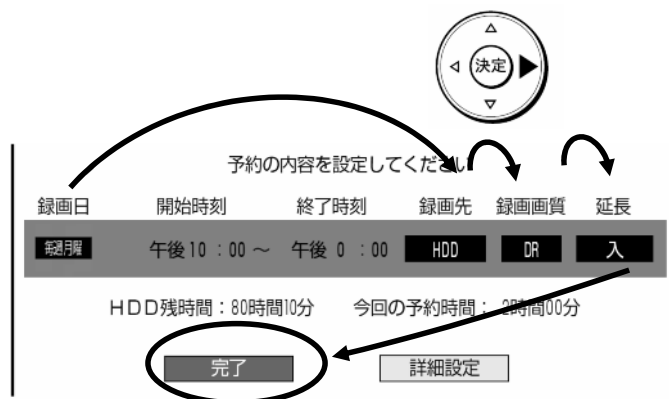 決定
予約の内容を設定してください
録画日 開始時刻 終了時刻 録画先 録画画質 延長
毎週月曜 午後10:00～ 午後 0:00 HDD DR 入
HDD残時間：80時間10分 今回の予約時間： 2時間00分
完了 詳細設定